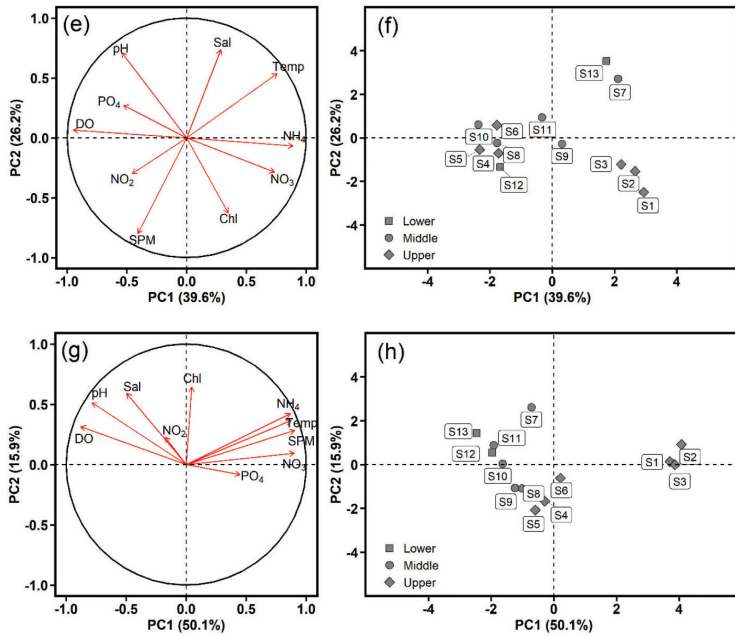 (e)
PC2 (26.2%)
1.0
0.5
0.0
-0.5
-1.0
pH
Sal
Temp
PO4
DO
NH4
NO2
NO3
Chl
SPM
-1.0 -0.5 0.0 0.5 1.0
PC1 (39.6%)
(f)
PC2 (26.2%)
4
2
0
-2
-4
S13
S7
S10
S6
S11
S5
S4
S8
S9
S12
S3
S2
S1
Lower
Middle
Upper
-4 -2 0 2 4
PC1 (39.6%)
(g)
PC2 (15.9%)
1.0
0.5
0.0
-0.5
-1.0
pH
Sal
Chl
NH4
Temp
DO
NO2
SPM
NO3
PO4
-1.0 -0.5 0.0 0.5 1.0
PC1 (50.1%)
(h)
PC2 (15.9%)
4
2
0
-2
-4
S7
S13
S11
S12
S10
S9
S8
S6
S5
S4
S1
S2
S3
Lower
Middle
Upper
-4 -2 0 2 4
PC1 (50.1%)